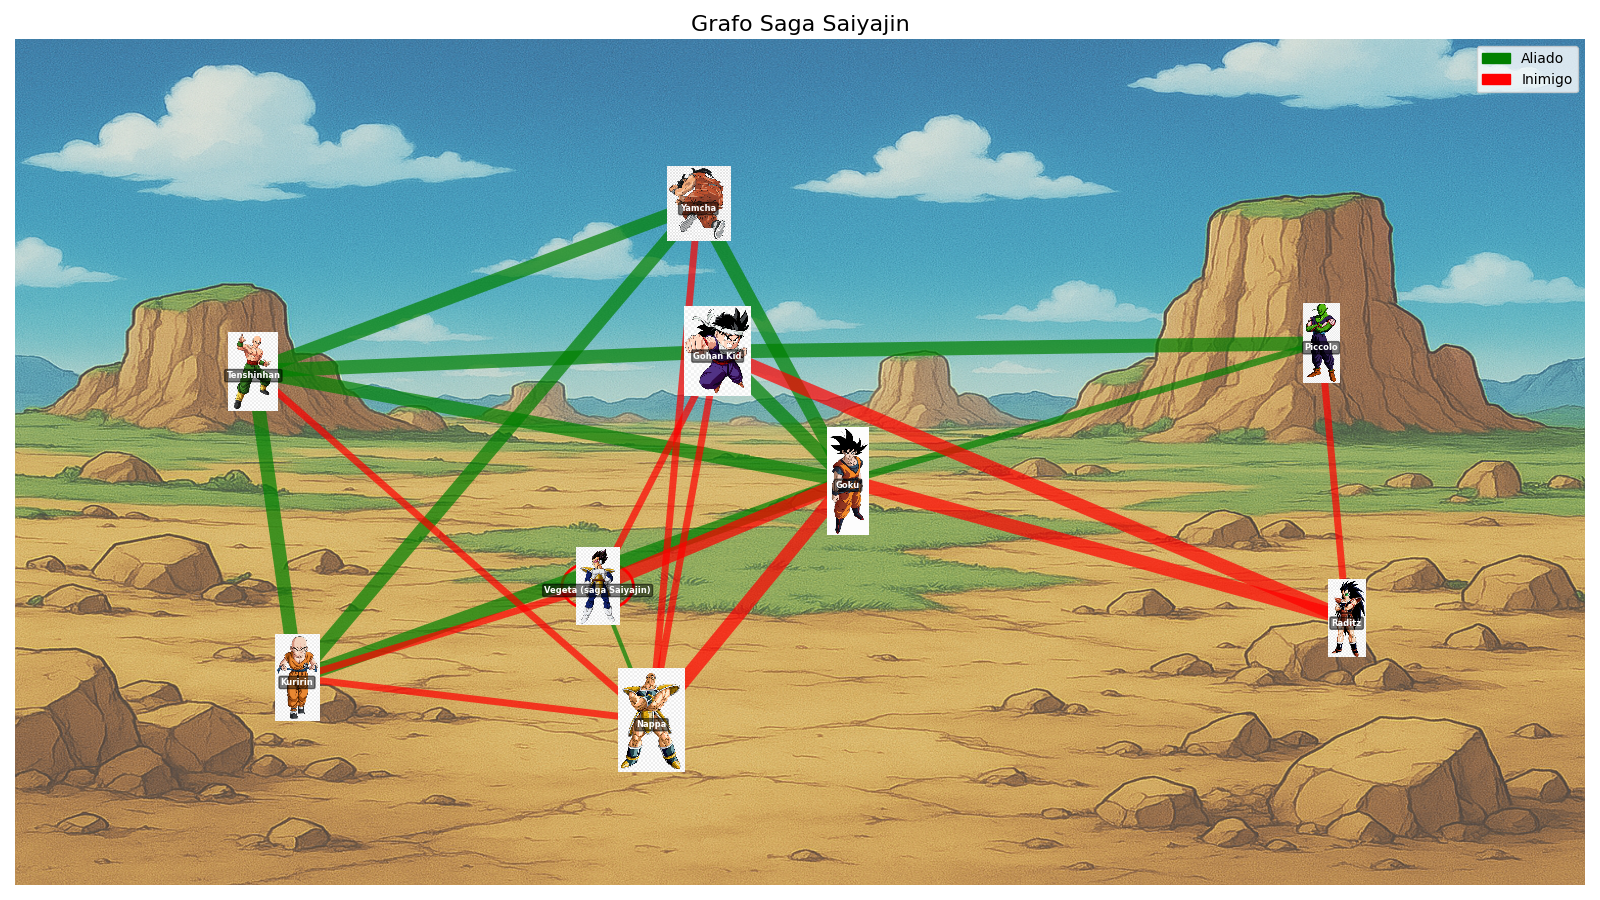 Grafo Saga Saiyajin
Aliado
Inimigo
Yamcha
Gohan Kid
Piccolo
Tenshinhan
Goku
Vegeta (saga Saiyajin)
Raditz
Kuririn
Nappa